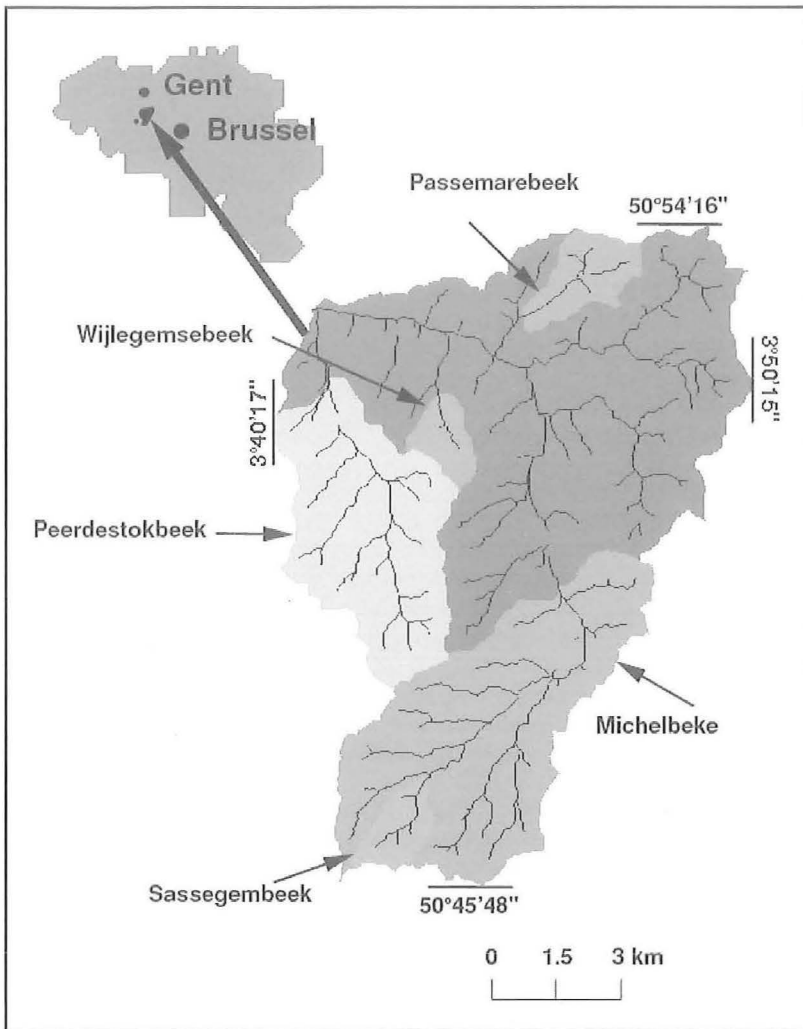 Gent
Brussel
Passemarebeek
50°54'16"
Wijlegemsebeek
3°50'15"
3°40'17"
Peerdestokbeek
Michelbeke
Sassegembeek
50°45'48"
0 1.5 3 km